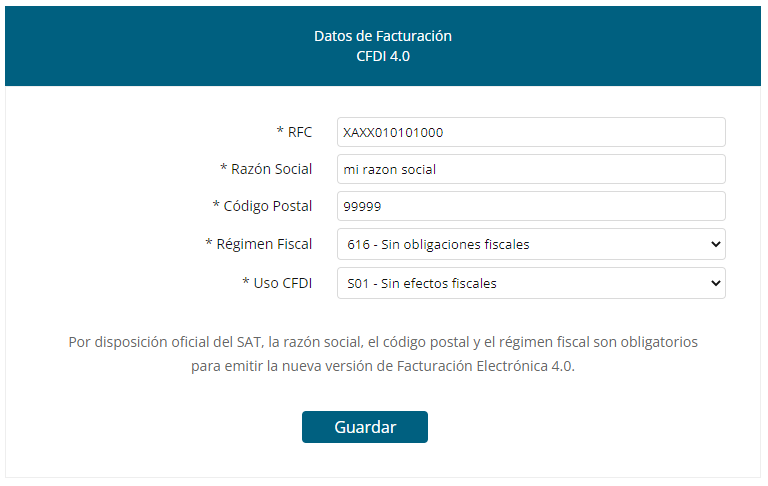 Datos de Facturación
CFDI 4.0
* RFC XAXX010101000
* Razón Social mi razon social
* Código Postal 99999
* Régimen Fiscal 616 - Sin obligaciones fiscales
* Uso CFDI S01 - Sin efectos fiscales
Por disposición oficial del SAT, la razón social, el código postal y el régimen fiscal son obligatorios
para emitir la nueva versión de Facturación Electrónica 4.0.
Guardar